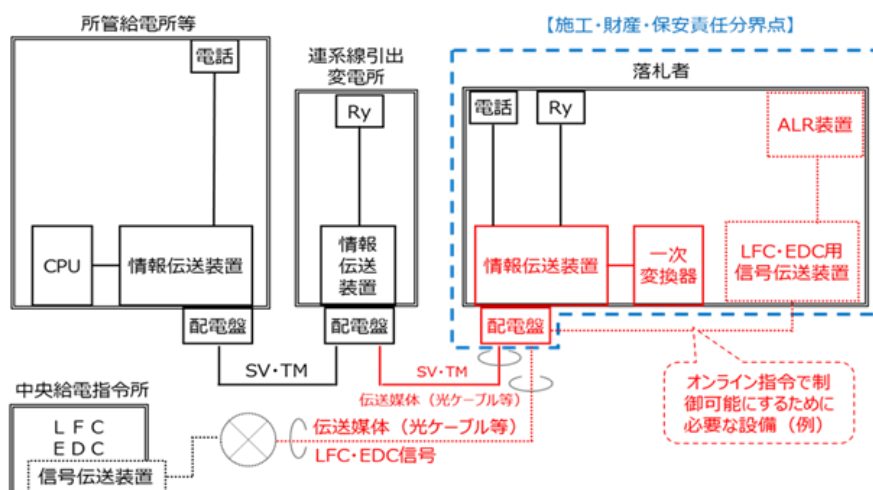 所管給電所等
電話
CPU
情報伝送装置
配電盤
連系線引出
変電所
Ry
情報
伝送
装置
配電盤
【施工・財産・保安責任分界点】
落札者
電話
Ry
ALR装置
情報伝送装置
一次
変換器
LFC・EDC用
信号伝送装置
配電盤
SV・TM
SV・TM
伝送媒体（光ケーブル等）
オンライン指令で制
御可能にするために
必要な設備（例）
中央給電指令所
ＬＦＣ
ＥＤＣ
信号伝送装置
伝送媒体（光ケーブル等）
LFC・EDC信号